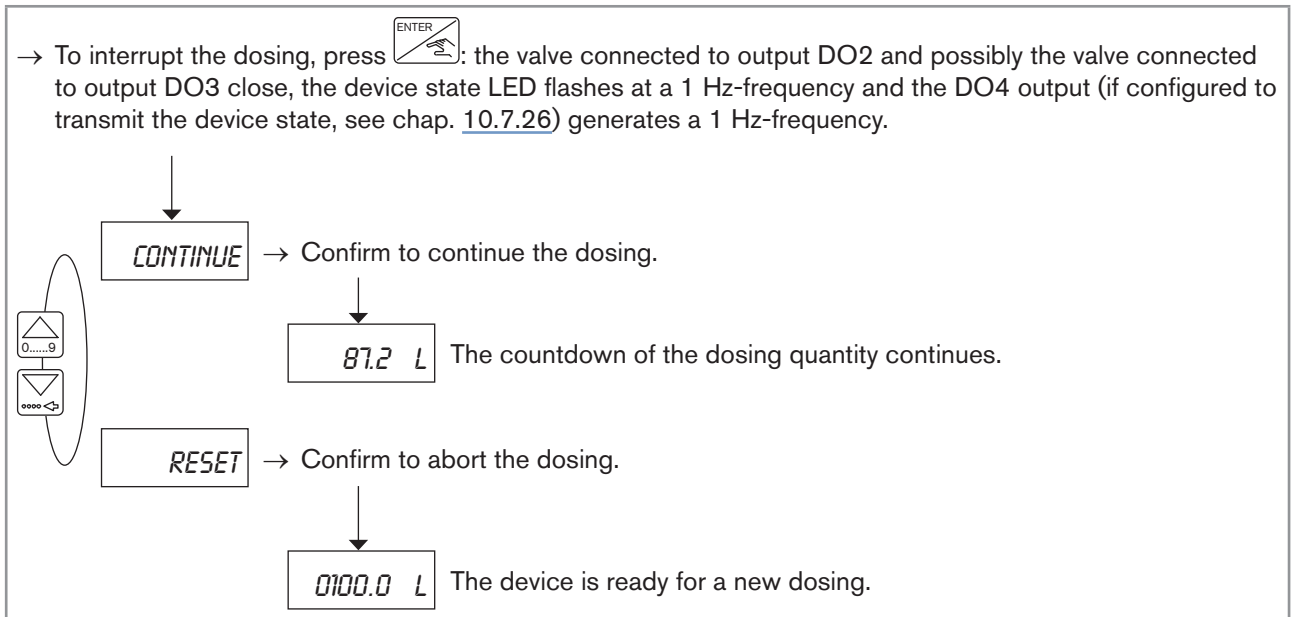 → To interrupt the dosing, press ENTER : the valve connected to output DO2 and possibly the valve connected
to output DO3 close, the device state LED flashes at a 1 Hz-frequency and the DO4 output (if configured to
transmit the device state, see chap. 10.7.26) generates a 1 Hz-frequency.
CONTINUE → Confirm to continue the dosing.
0......9
87.2 L The countdown of the dosing quantity continues.
RESET → Confirm to abort the dosing.
0100.0 L The device is ready for a new dosing.